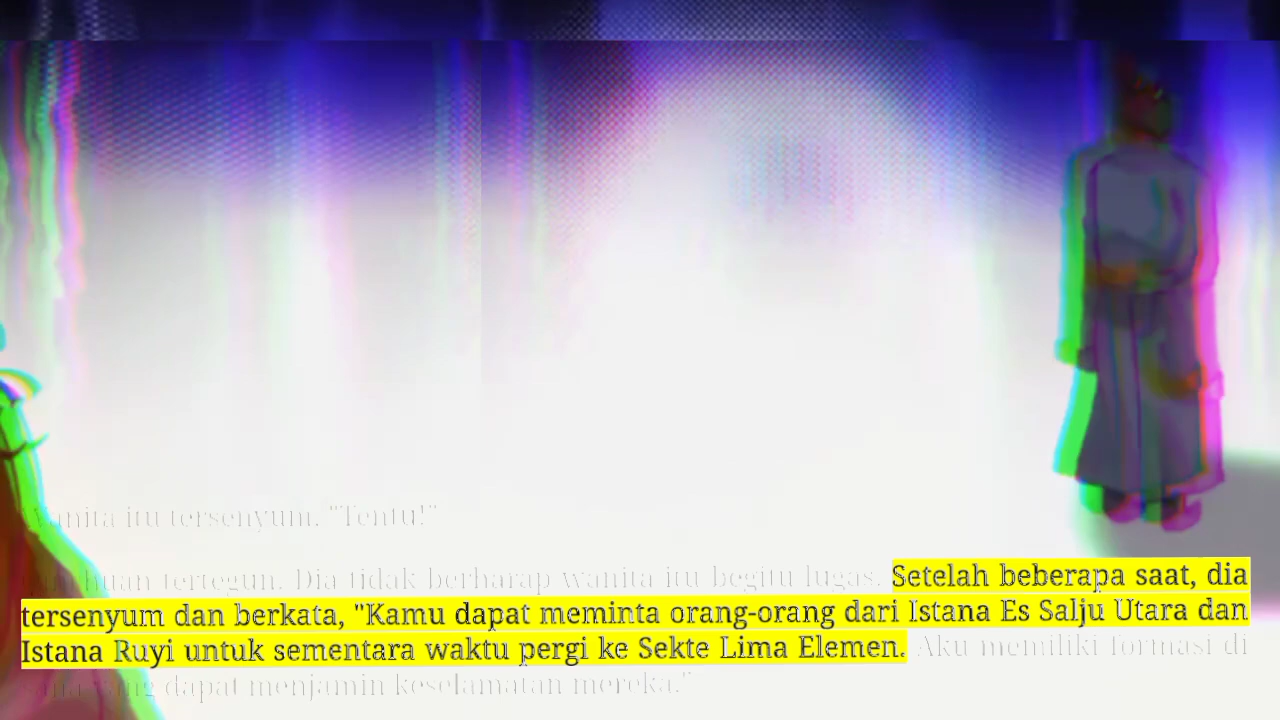 Wanita itu tersenyum. "Tentu!"
tertegun. Dia tidak berharap wanita itu begitu lugas. Setelah beberapa saat, dia
tersenyum dan berkata, "Kamu dapat meminta orang-orang dari Istana Es Salju Utara dan
Istana Ruyi untuk sementara waktu pergi ke Sekte Lima Elemen. Aku memiliki formasi di
sana yang dapat menjamin keselamatan mereka."